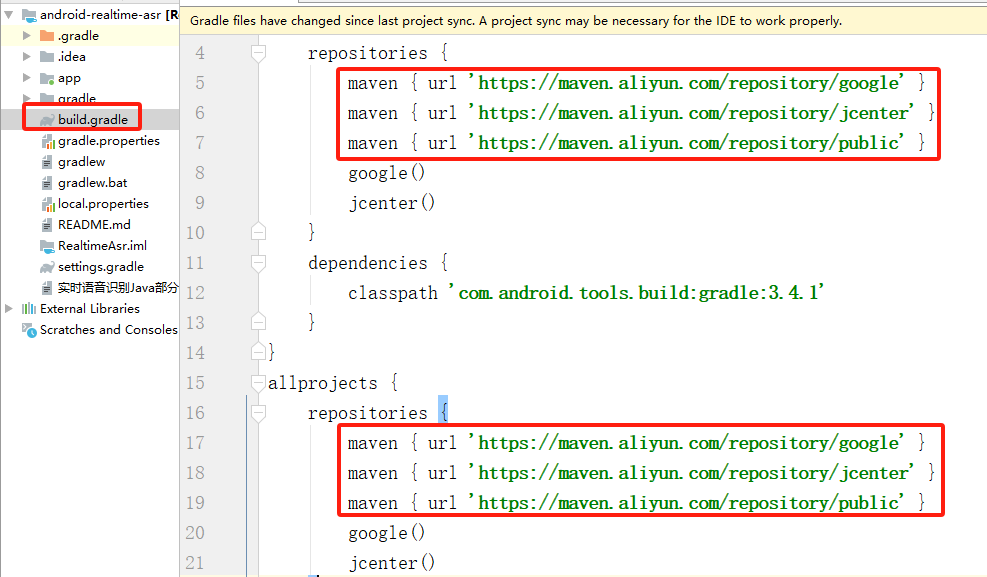 android-realtime-asr [R
.gradle
.idea
app
gradle
build.gradle
gradle.properties
gradlew
gradlew.bat
local.properties
README.md
RealtimeAsr.iml
settings.gradle
实时语音识别Java部分
External Libraries
Scratches and Consoles
Gradle files have changed since last project sync. A project sync may be necessary for the IDE to work properly.
4 repositories {
5 maven { url 'https://maven.aliyun.com/repository/google' }
6 maven { url 'https://maven.aliyun.com/repository/jcenter' }
7 maven { url 'https://maven.aliyun.com/repository/public' }
8 google()
9 jcenter()
10 }
11 dependencies {
12 classpath 'com.android.tools.build:gradle:3.4.1'
13 }
14 }
15 allprojects {
16 repositories {
17 maven { url 'https://maven.aliyun.com/repository/google' }
18 maven { url 'https://maven.aliyun.com/repository/jcenter' }
19 maven { url 'https://maven.aliyun.com/repository/public' }
20 google()
21 jcenter()